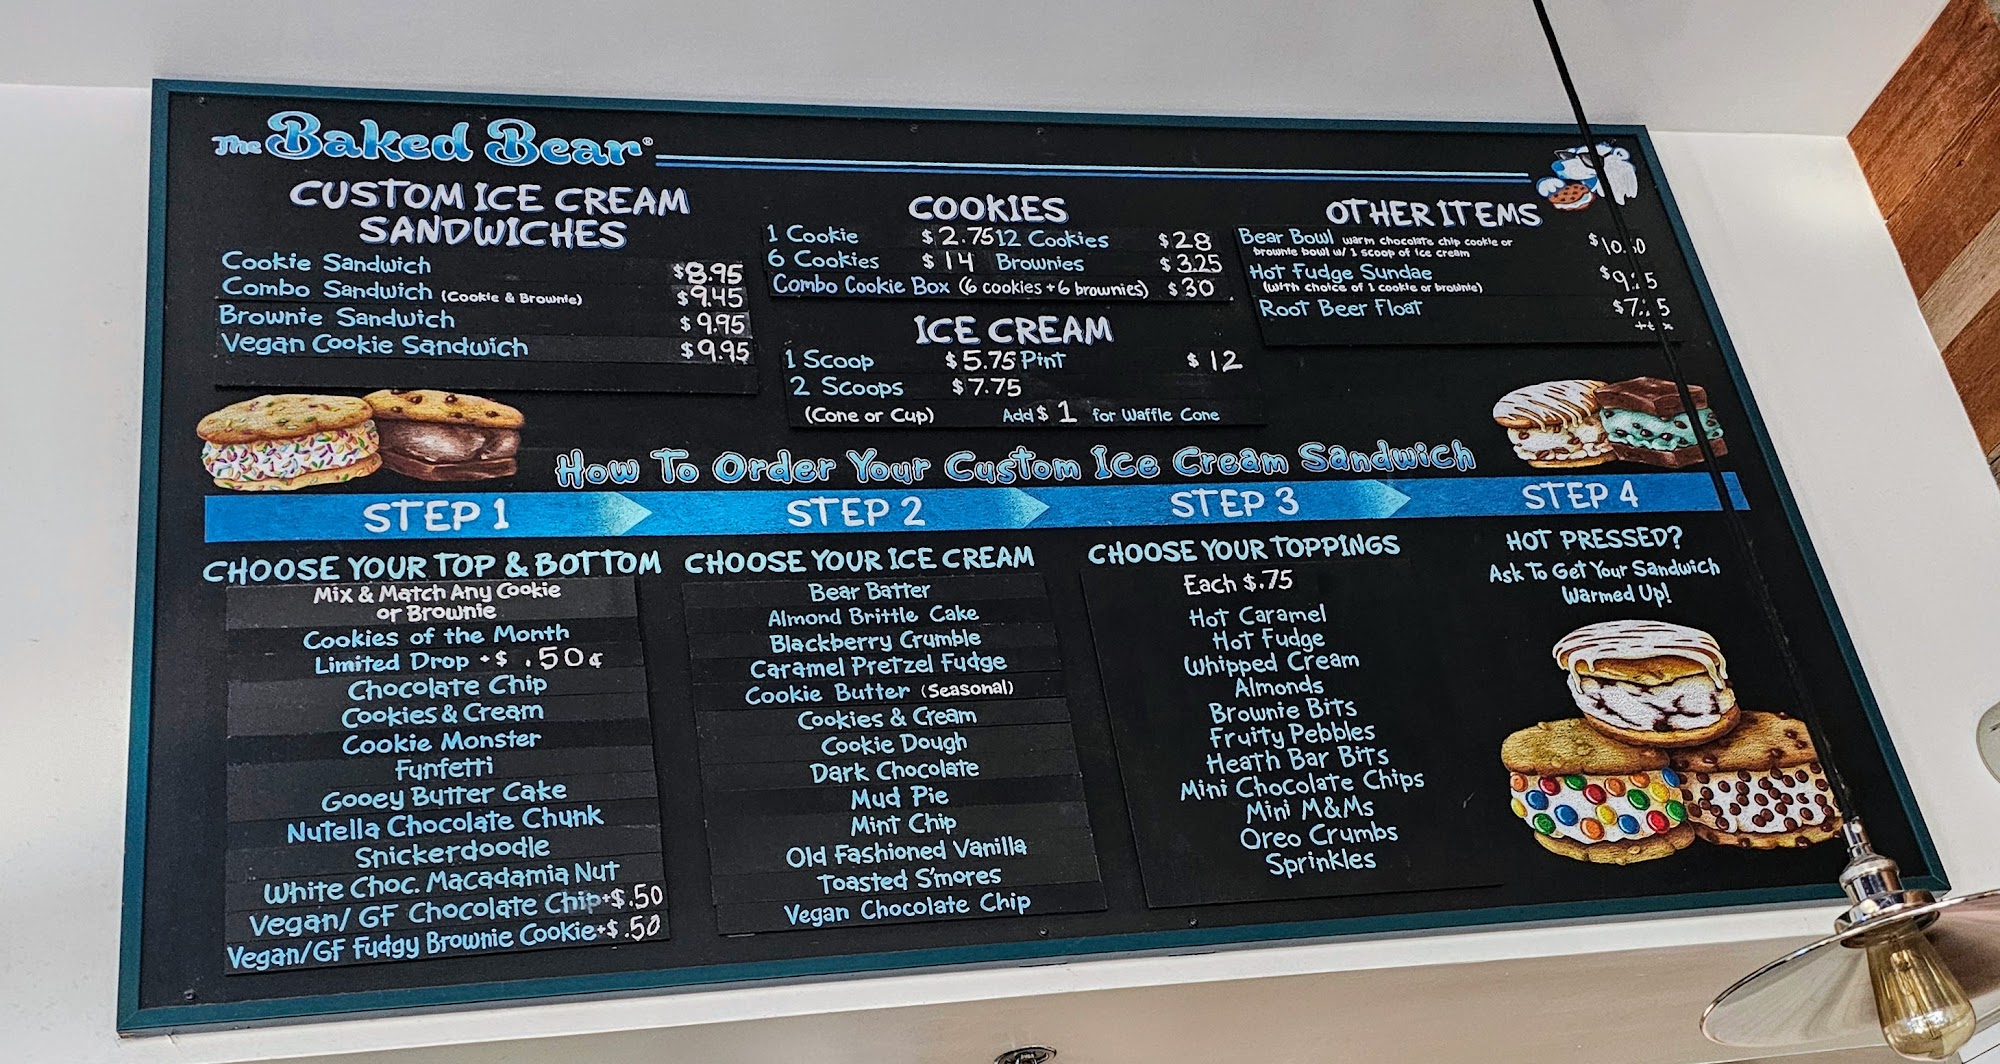 The Baked Bear®
CUSTOM ICE CREAM
SANDWICHES
Cookie Sandwich $8.95
Combo Sandwich (Cookie & Brownie) $9.45
Brownie Sandwich $9.95
Vegan Cookie Sandwich $9.95
COOKIES
1 Cookie $2.75 12 Cookies $28
6 Cookies $14 Brownies $3.25
Combo Cookie Box (6 cookies + 6 brownies) $30
ICE CREAM
1 Scoop $5.75 Pint $12
2 Scoops $7.75
(Cone or Cup) Add $1 for Waffle Cone
OTHER ITEMS
Bear Bowl warm chocolate chip cookie or
brownie bowl w/ 1 scoop of ice cream
Hot Fudge Sundae
(with choice of 1 cookie or brownie)
Root Beer Float
How To Order Your Custom Ice Cream Sandwich
STEP 1 STEP 2 STEP 3 STEP 4
CHOOSE YOUR TOP & BOTTOM
Mix & Match Any Cookie
or Brownie
Cookies of the Month
Limited Drop +$ .50¢
Chocolate Chip
Cookies & Cream
Cookie Monster
Funfetti
Gooey Butter Cake
Nutella Chocolate Chunk
Snickerdoodle
White Choc. Macadamia Nut
Vegan/ GF Chocolate Chip+$.50
Vegan/GF Fudgy Brownie Cookie+$.50
CHOOSE YOUR ICE CREAM
Bear Batter
Almond Brittle Cake
Blackberry Crumble
Caramel Pretzel Fudge
Cookie Butter (Seasonal)
Cookies & Cream
Cookie Dough
Dark Chocolate
Mud Pie
Mint Chip
Old Fashioned Vanilla
Toasted S'mores
Vegan Chocolate Chip
CHOOSE YOUR TOPPINGS
Each $.75
Hot Caramel
Hot Fudge
Whipped Cream
Almonds
Brownie Bits
Fruity Pebbles
Heath Bar Bits
Mini Chocolate Chips
Mini M&Ms
Oreo Crumbs
Sprinkles
HOT PRESSED?
Ask To Get Your Sandwich
Warmed Up!